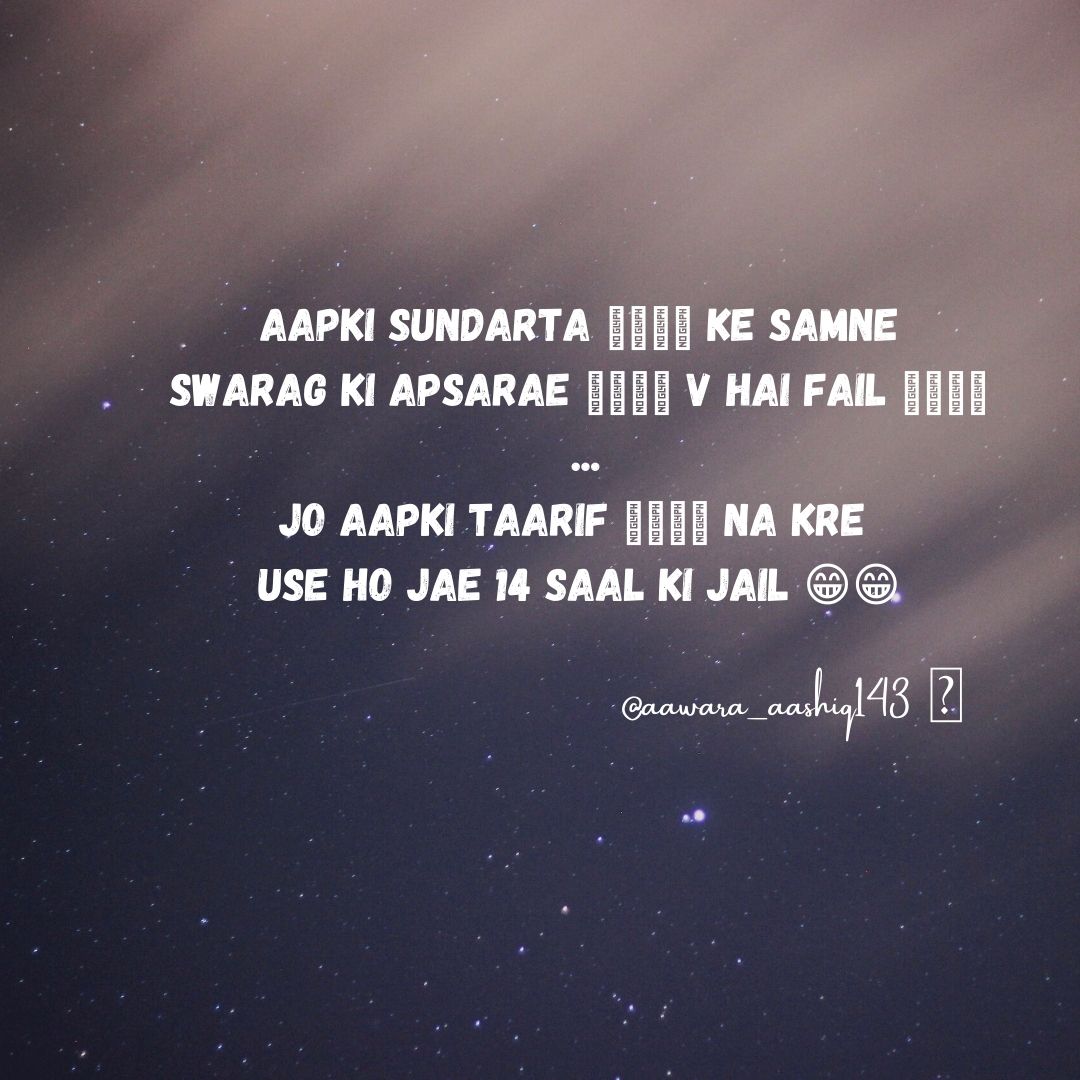 AAPKI SUNDARTA KE SAMNE
SWARAG KI APSARAE V HAI FAIL
...
JO AAPKI TAARIF NA KRE
USE HO JAE 14 SAAL KI JAIL 😁😁
@aawara_aashiq143